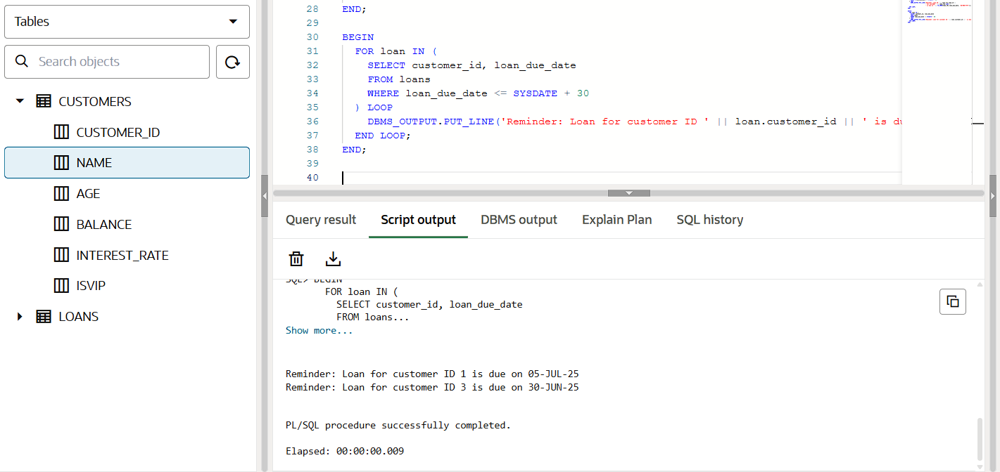 Tables
Search objects
CUSTOMERS
CUSTOMER_ID
NAME
AGE
BALANCE
INTEREST_RATE
ISVIP
LOANS
28 END;
29
30 BEGIN
31 FOR loan IN (
32 SELECT customer_id, loan_due_date
33 FROM loans
34 WHERE loan_due_date <= SYSDATE + 30
35 ) LOOP
36 DBMS_OUTPUT.PUT_LINE('Reminder: Loan for customer ID ' || loan.customer_id || ' is
37 END LOOP;
38 END;
39
40
Query result Script output DBMS output Explain Plan SQL history
SQL> BEGIN
FOR loan IN (
SELECT customer_id, loan_due_date
FROM loans...
Show more...
Reminder: Loan for customer ID 1 is due on 05-JUL-25
Reminder: Loan for customer ID 3 is due on 30-JUN-25
PL/SQL procedure successfully completed.
Elapsed: 00:00:00.009